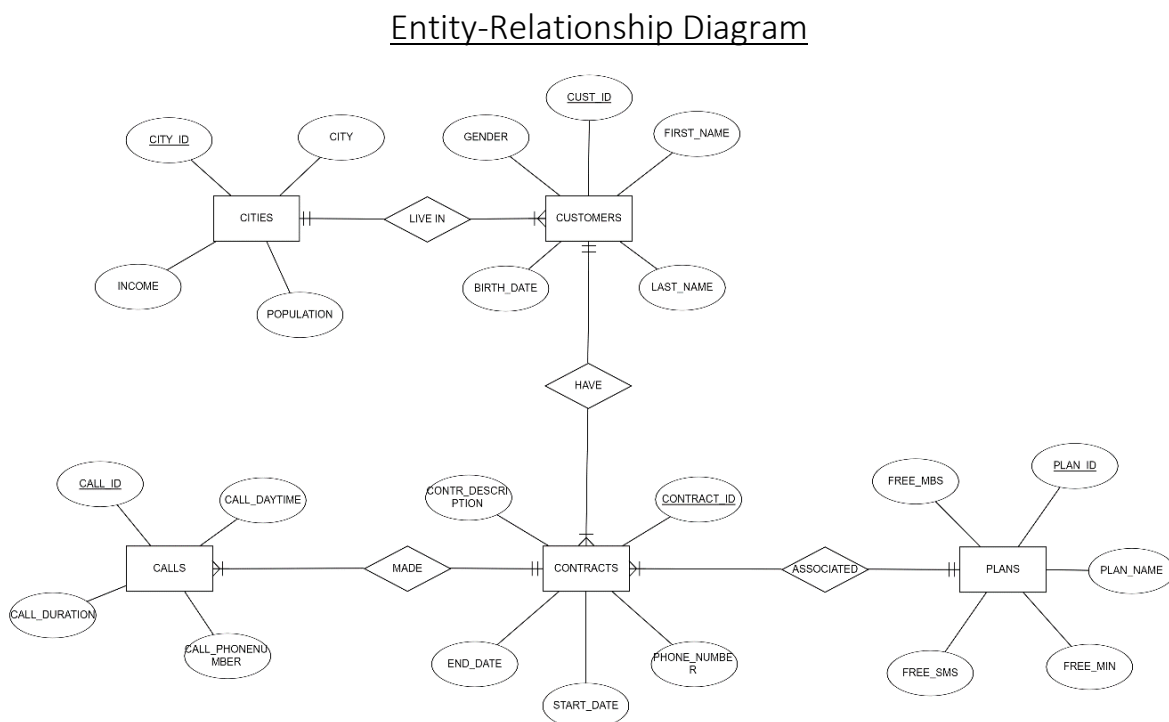 Entity-Relationship Diagram
CUST_ID
CITY_ID
CITY
GENDER
FIRST_NAME
CITIES
LIVE IN
CUSTOMERS
INCOME
POPULATION
BIRTH_DATE
LAST_NAME
HAVE
CALL_ID
CALL_DAYTIME
CONTR_DESCRI
PTION
CONTRACT_ID
FREE_MBS
PLAN_ID
CALLS
MADE
CONTRACTS
ASSOCIATED
PLANS
PLAN_NAME
CALL_DURATION
CALL_PHONENU
MBER
END_DATE
START_DATE
PHONE_NUMBE
R
FREE_SMS
FREE_MIN